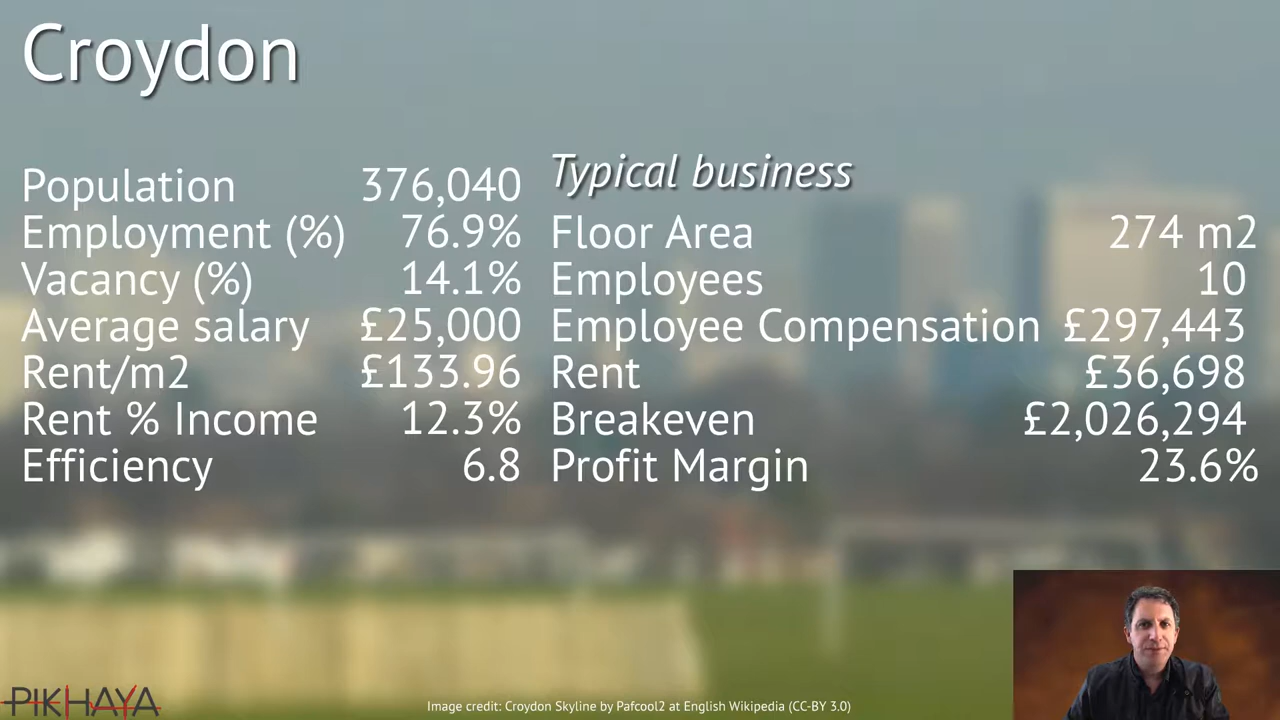 Croydon
Population 376,040
Employment (%) 76.9%
Vacancy (%) 14.1%
Average salary £25,000
Rent/m2 £133.96
Rent % Income 12.3%
Efficiency 6.8
Typical business
Floor Area 274 m2
Employees 10
Employee Compensation £297,443
Rent £36,698
Breakeven £2,026,294
Profit Margin 23.6%
PIKHAYA
Image credit: Croydon Skyline by Pafcool2 at English Wikipedia (CC-BY 3.0)